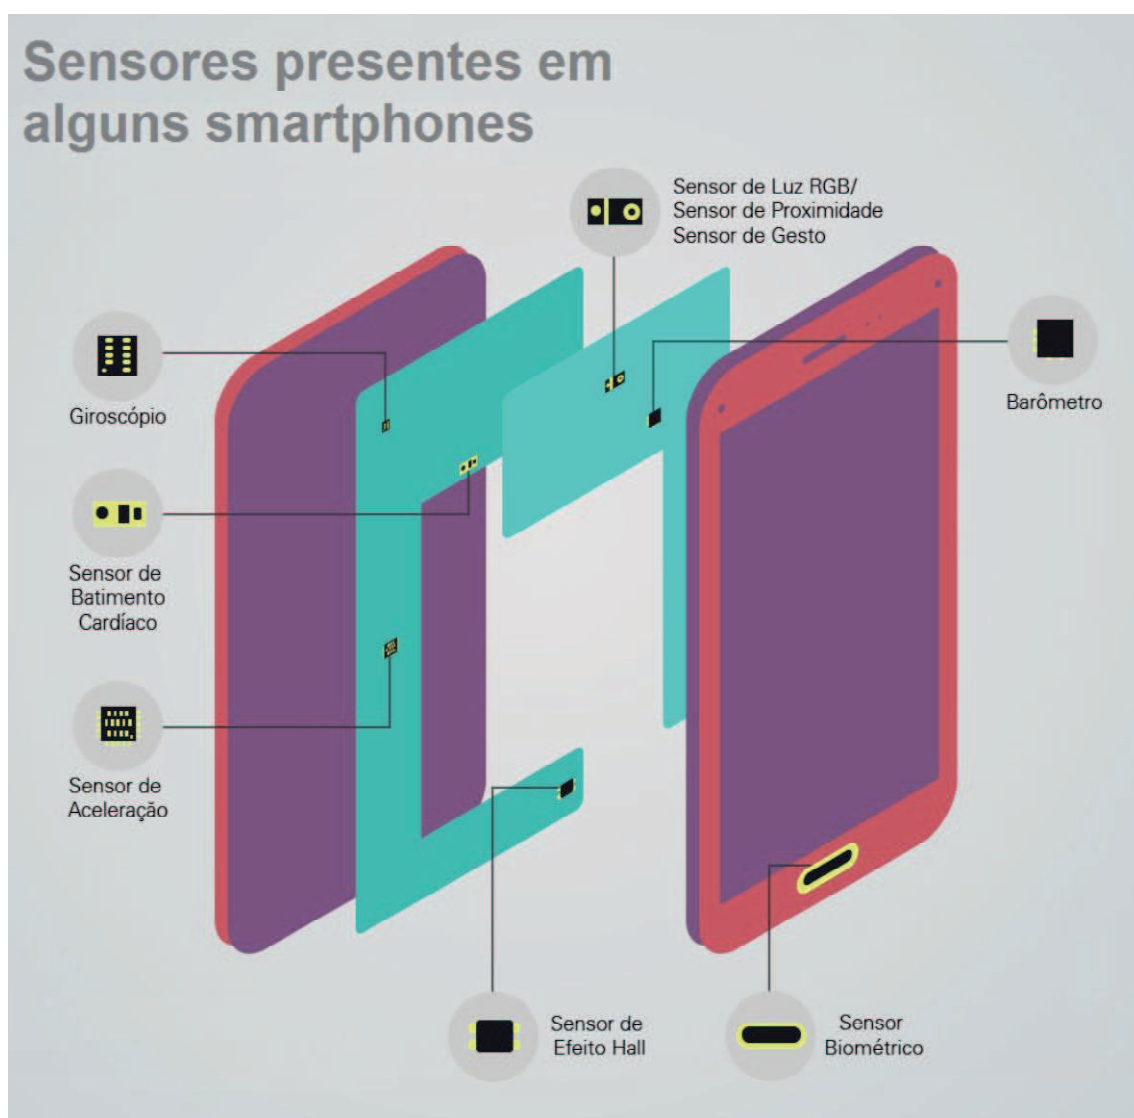 Sensores presentes em
alguns smartphones
Sensor de Luz RGB/
Sensor de Proximidade
Sensor de Gesto
Giroscópio
Barômetro
Sensor de
Batimento
Cardíaco
Sensor de
Aceleração
Sensor de
Efeito Hall
Sensor
Biométrico